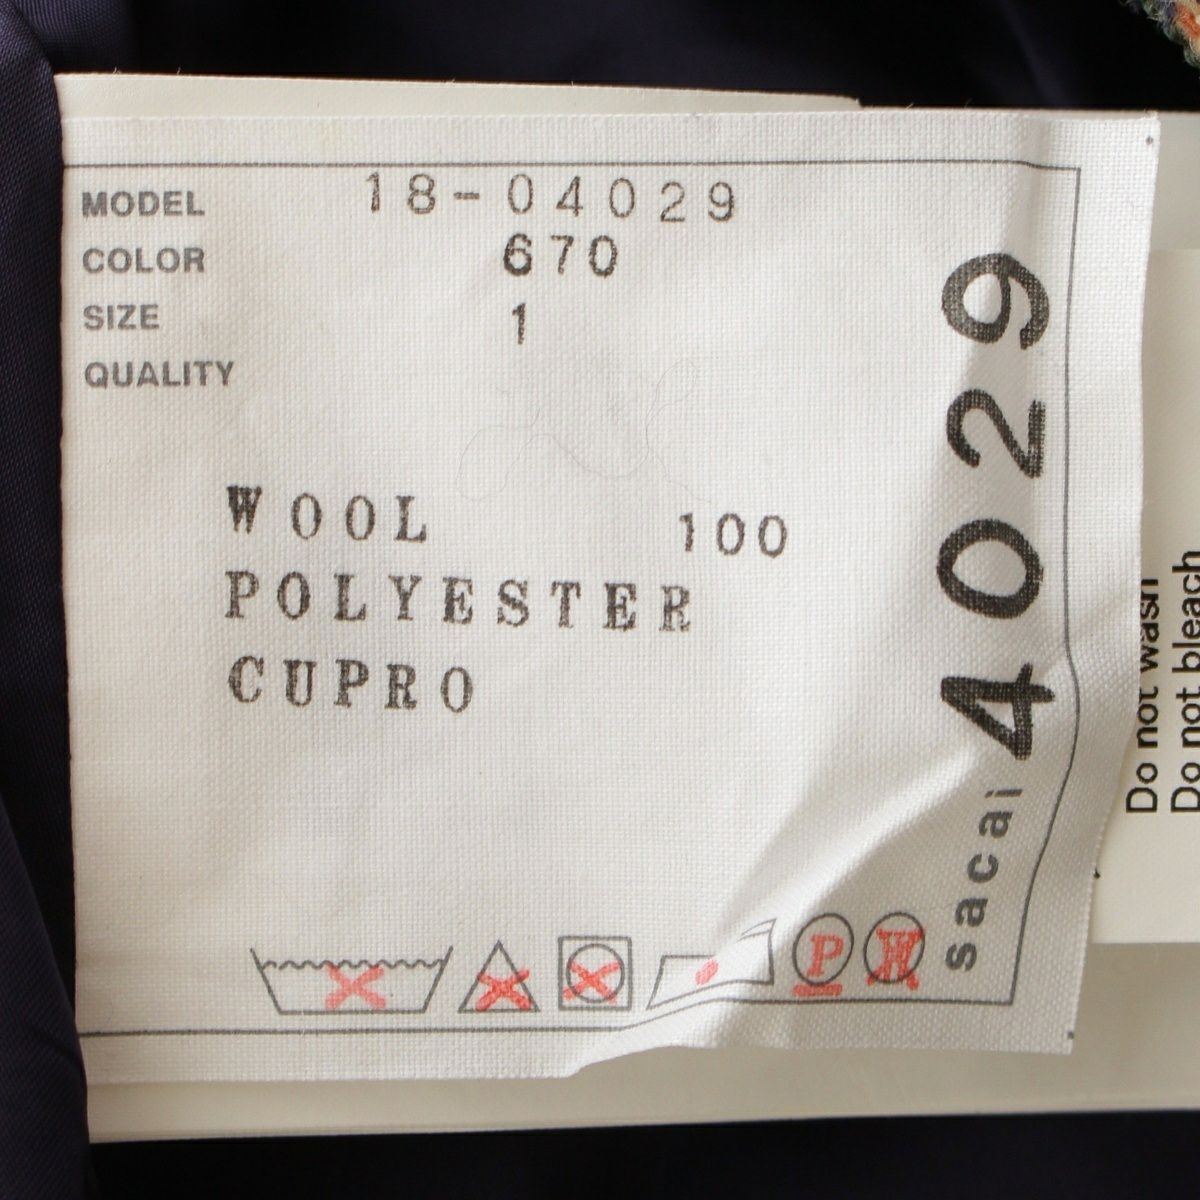 MODEL 18-04029
COLOR 670
SIZE 1
QUALITY
WOOL 100
POLYESTER
CUPRO
P W
sacai 4029
Do not wash
Do not bleach